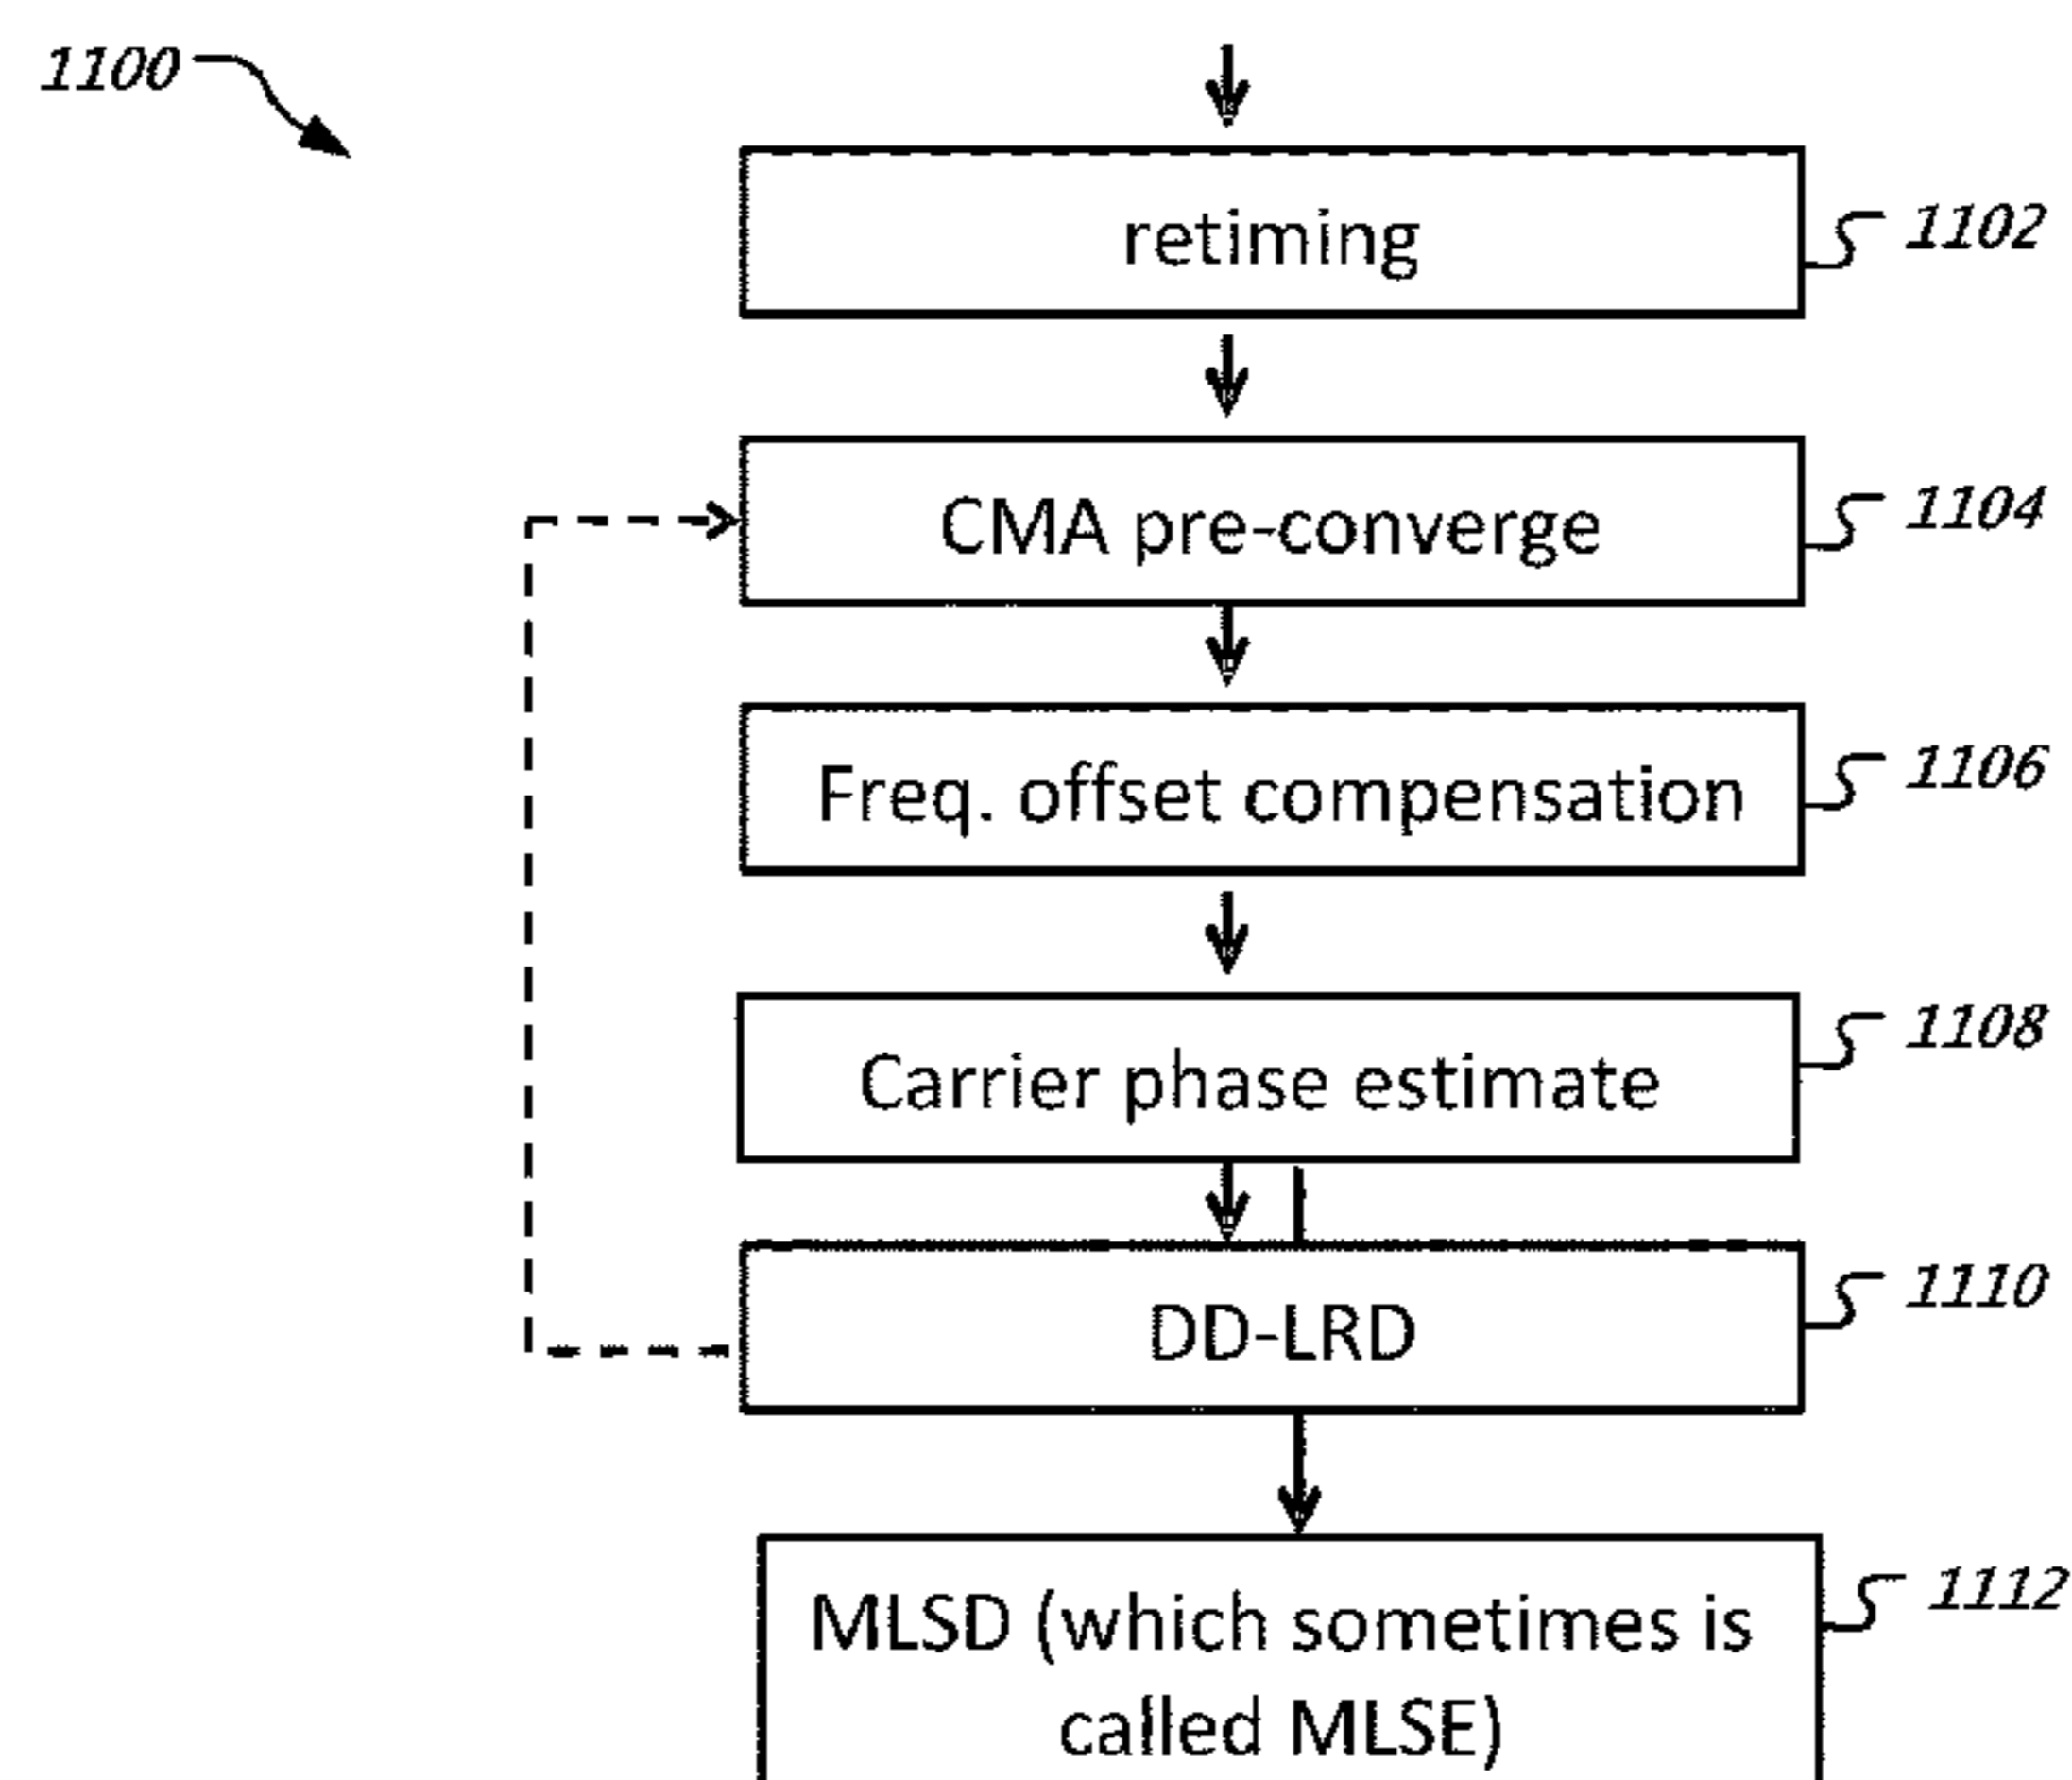 1100
retiming
1102
CMA pre-converge
1104
Freq. offset compensation
1106
Carrier phase estimate
1108
DD-LRD
1110
MLSD (which sometimes is
called MLSE)
1112